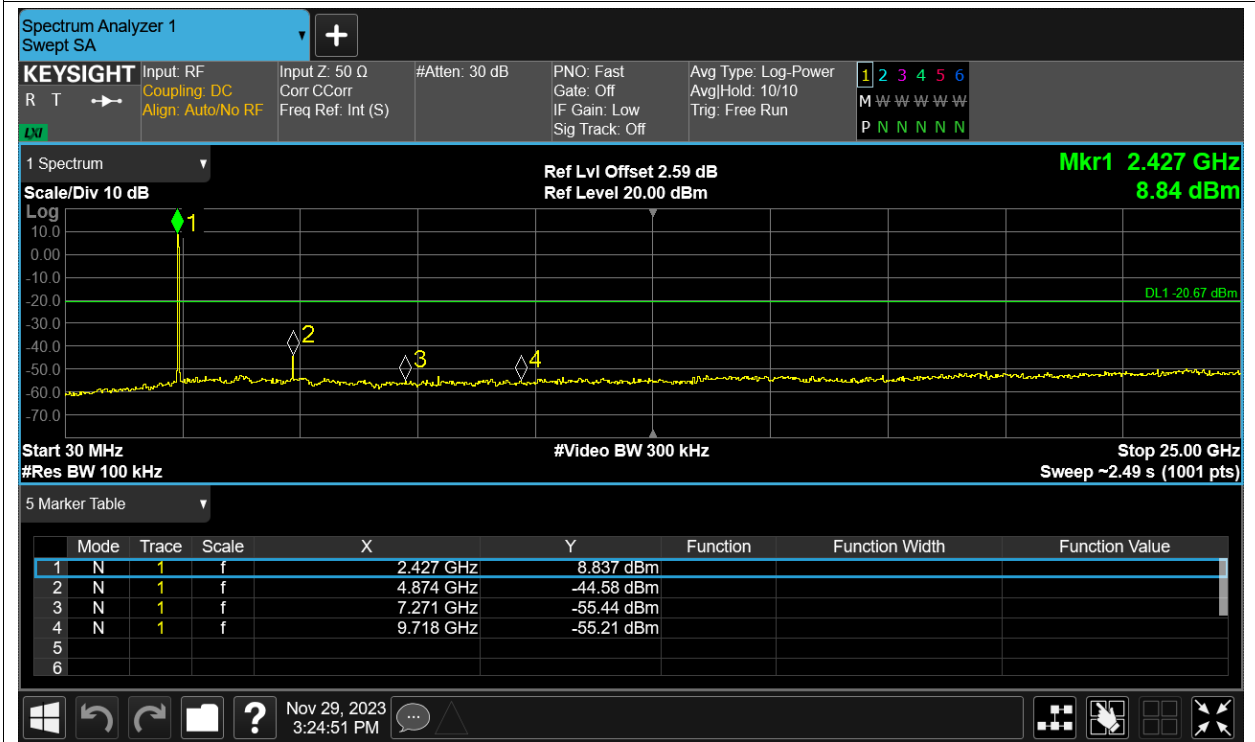 Spectrum Analyzer 1
Swept SA
+
KEYSIGHT
R T
LXI
Input: RF
Coupling: DC
Align: Auto/No RF
Input Z: 50 Ω
Corr CCorr
Freq Ref: Int (S)
#Atten: 30 dB
PNO: Fast
Gate: Off
IF Gain: Low
Sig Track: Off
Avg Type: Log-Power
Avg|Hold: 10/10
Trig: Free Run
1 2 3 4 5 6
M W W W W W
P N N N N N
1 Spectrum
Scale/Div 10 dB
Ref Lvl Offset 2.59 dB
Ref Level 20.00 dBm
Mkr1 2.427 GHz
8.84 dBm
Log
10.0
0.00
-10.0
-20.0
-30.0
-40.0
-50.0
-60.0
-70.0
1
2
3
4
DL1 -20.67 dBm
Start 30 MHz
#Video BW 300 kHz
Stop 25.00 GHz
#Res BW 100 kHz
Sweep ~2.49 s (1001 pts)
5 Marker Table
Mode Trace Scale X Y Function Function Width Function Value
1 N 1 f 2.427 GHz 8.837 dBm
2 N 1 f 4.874 GHz -44.58 dBm
3 N 1 f 7.271 GHz -55.44 dBm
4 N 1 f 9.718 GHz -55.21 dBm
5
6
?
Nov 29, 2023
3:24:51 PM